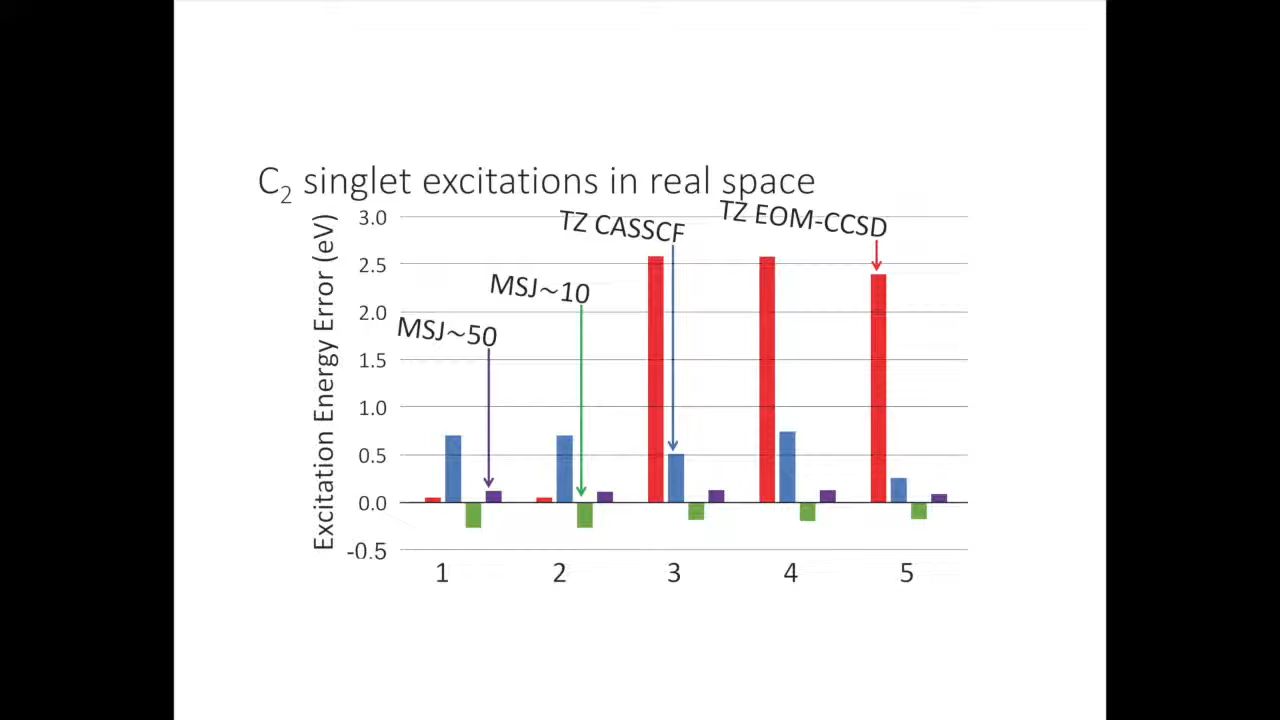 C₂ singlet excitations in real space
Excitation Energy Error (eV)
3.0
2.5
2.0
1.5
1.0
0.5
0.0
-0.5
TZ CASSCF
TZ EOM-CCSD
MSJ~10
MSJ~50
1 2 3 4 5